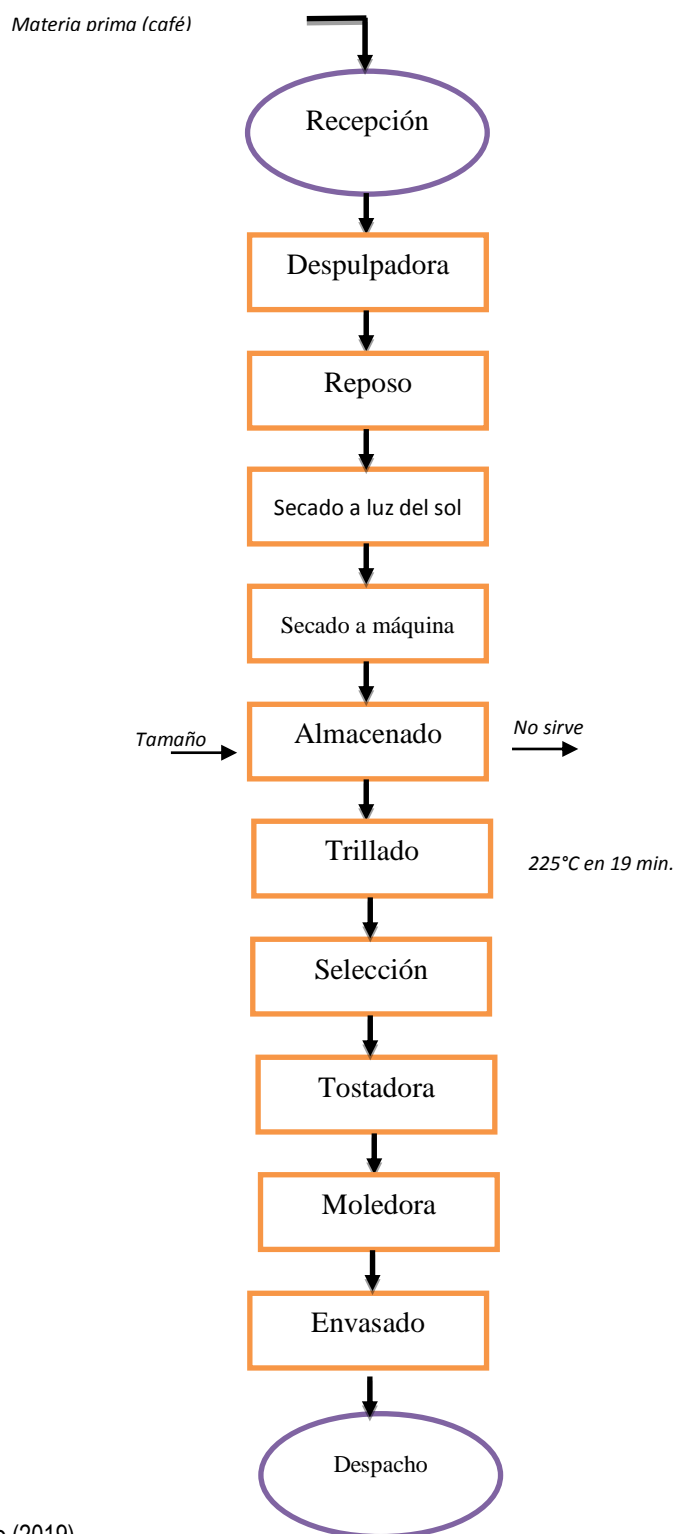 Materia prima (café)
Recepción
Despulpadora
Reposo
Secado a luz del sol
Secado a máquina
Tamaño
Almacenado
No sirve
Trillado
225°C en 19 min.
Selección
Tostadora
Moledora
Envasado
Despacho
(2019)